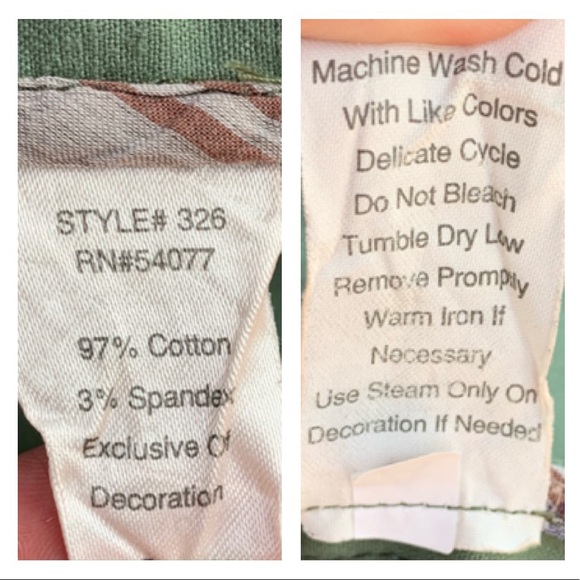 STYLE# 326
RN#54077
97% Cotton
3% Spandex
Exclusive Of
Decoration
Machine Wash Cold
With Like Colors
Delicate Cycle
Do Not Bleach
Tumble Dry Low
Remove Promptly
Warm Iron If
Necessary
Use Steam Only On
Decoration If Needed